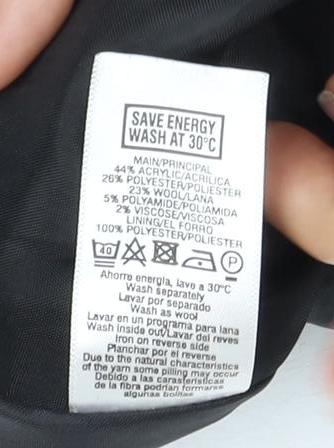 SAVE ENERGY
WASH AT 30°C
MAIN/PRINCIPAL
44% ACRYLIC/ACRILICA
26% POLYESTER/POLIESTER
23% WOOL/LANA
5% POLYAMIDE/POLIAMIDA
2% VISCOSE/VISCOSA
LINING/EL FORRO
100% POLYESTER/POLIESTER
40 P
Ahorre energia, lave a 30°C
Wash separately
Lavar por separado
Wash as wool
Lavar en un programa para lana
Wash inside out/Lavar del reves
Iron on reverse side
Planchar por el reverse
Due to the natural characteristics
of the yarn some pilling may occur
Debido a las caracteristicas
de la fibra podrian formarse
algunas bolitas